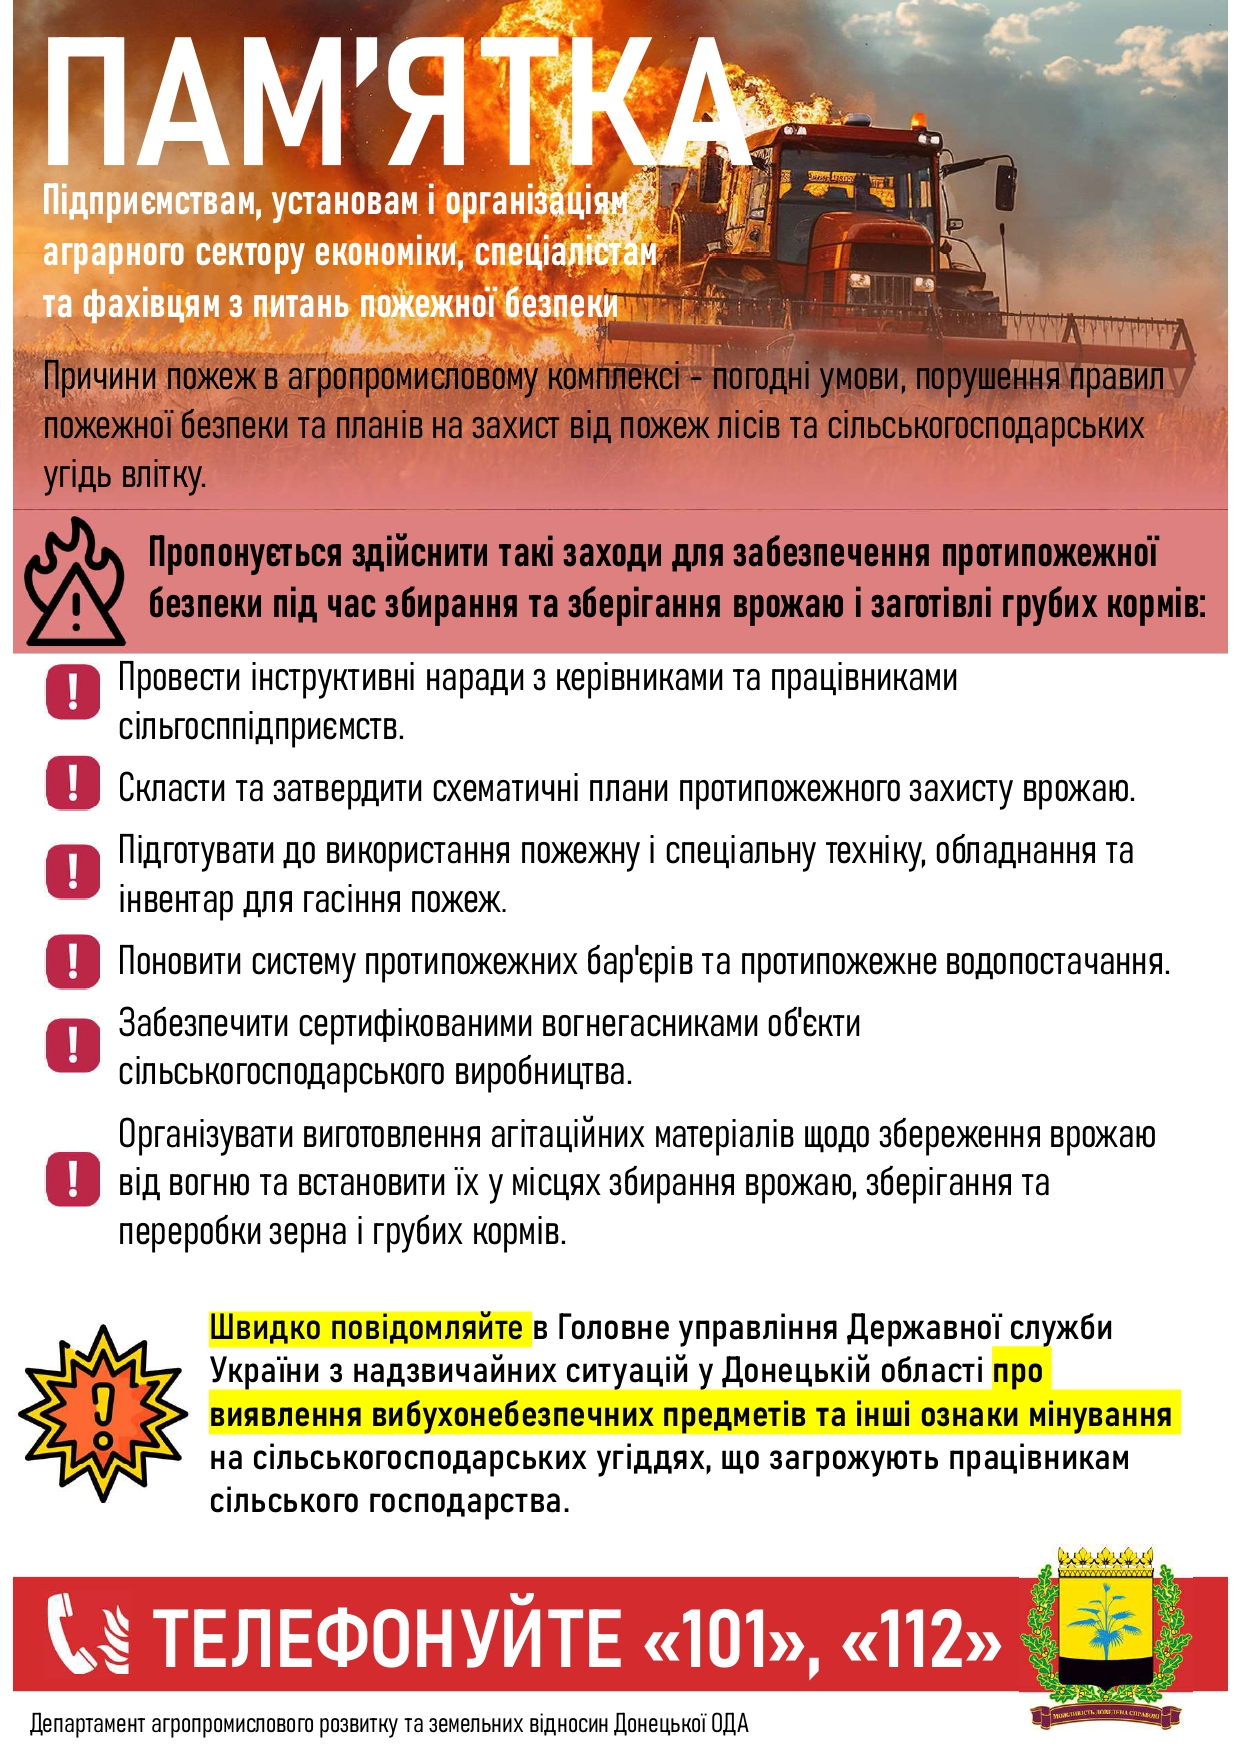 ПАМ'ЯТКА
Підприємствам, установам і організаціям
аграрного сектору економіки, спеціалістам
та фахівцям з питань пожежної безпеки
Причини пожеж в агропромисловому комплексі - погодні умови, порушення правил
пожежної безпеки та планів на захист від пожеж лісів та сільськогосподарських
угідь влітку.
Пропонується здійснити такі заходи для забезпечення протипожежної
безпеки під час збирання та зберігання врожаю і заготівлі грубих кормів:
Провести інструктивні наради з керівниками та працівниками
сільгосппідприємств.
Скласти та затвердити схематичні плани протипожежного захисту врожаю.
Підготувати до використання пожежну і спеціальну техніку, обладнання та
інвентар для гасіння пожеж.
Поновити систему протипожежних бар'єрів та протипожежне водопостачання.
Забезпечити сертифікованими вогнегасниками об'єкти
сільськогосподарського виробництва.
Організувати виготовлення агітаційних матеріалів щодо збереження врожаю
від вогню та встановити їх у місцях збирання врожаю, зберігання та
переробки зерна і грубих кормів.
Швидко повідомляйте в Головне управління Державної служби
України з надзвичайних ситуацій у Донецькій області про
виявлення вибухонебезпечних предметів та інші ознаки мінування
на сільськогосподарських угіддях, що загрожують працівникам
сільського господарства.
ТЕЛЕФОНУЙТЕ «101», «112»
МОЖЛИВІСТЬ ДОВЕДЕНА СПРАВОЮ
Департамент агропромислового розвитку та земельних відносин Донецької ОДА